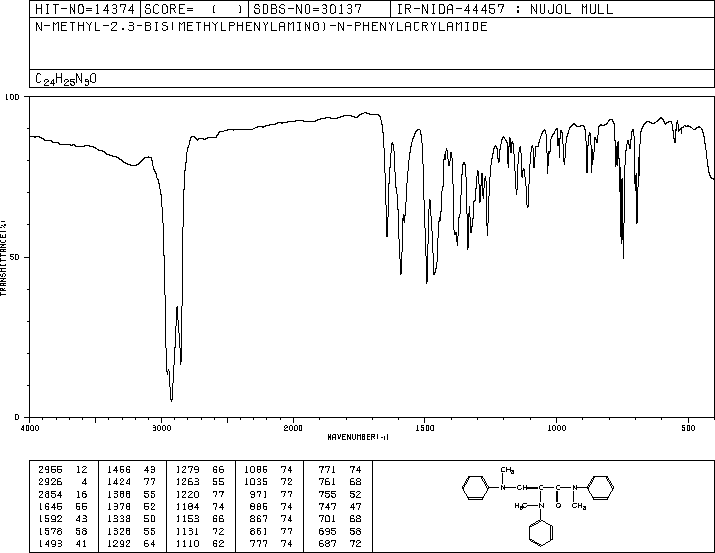 HIT-NO=14374 SCORE= ( ) SDBS-NO=30137 IR-NIDA-44457 : NUJOL MULL
N-METHYL-2.3-BIS(METHYLPHENYLAMINO)-N-PHENYLACRYLAMIDE
C24H25N3O
100
50
0
TRANSMITTANCE(%)
4000 3000 2000 1500 1000 500
WAVENUMBER(-1)
2955 12 1466 43 1279 66 1086 74 771 74
2926 4 1424 77 1263 55 1035 72 761 68
2854 16 1388 55 1220 77 971 77 755 52
1645 55 1378 52 1184 74 886 74 747 47
1592 43 1338 50 1153 66 867 74 701 68
1578 58 1328 55 1131 72 861 77 695 58
1493 41 1292 64 1110 62 777 74 687 72
CH3
N CH C C N
H3C N O CH3